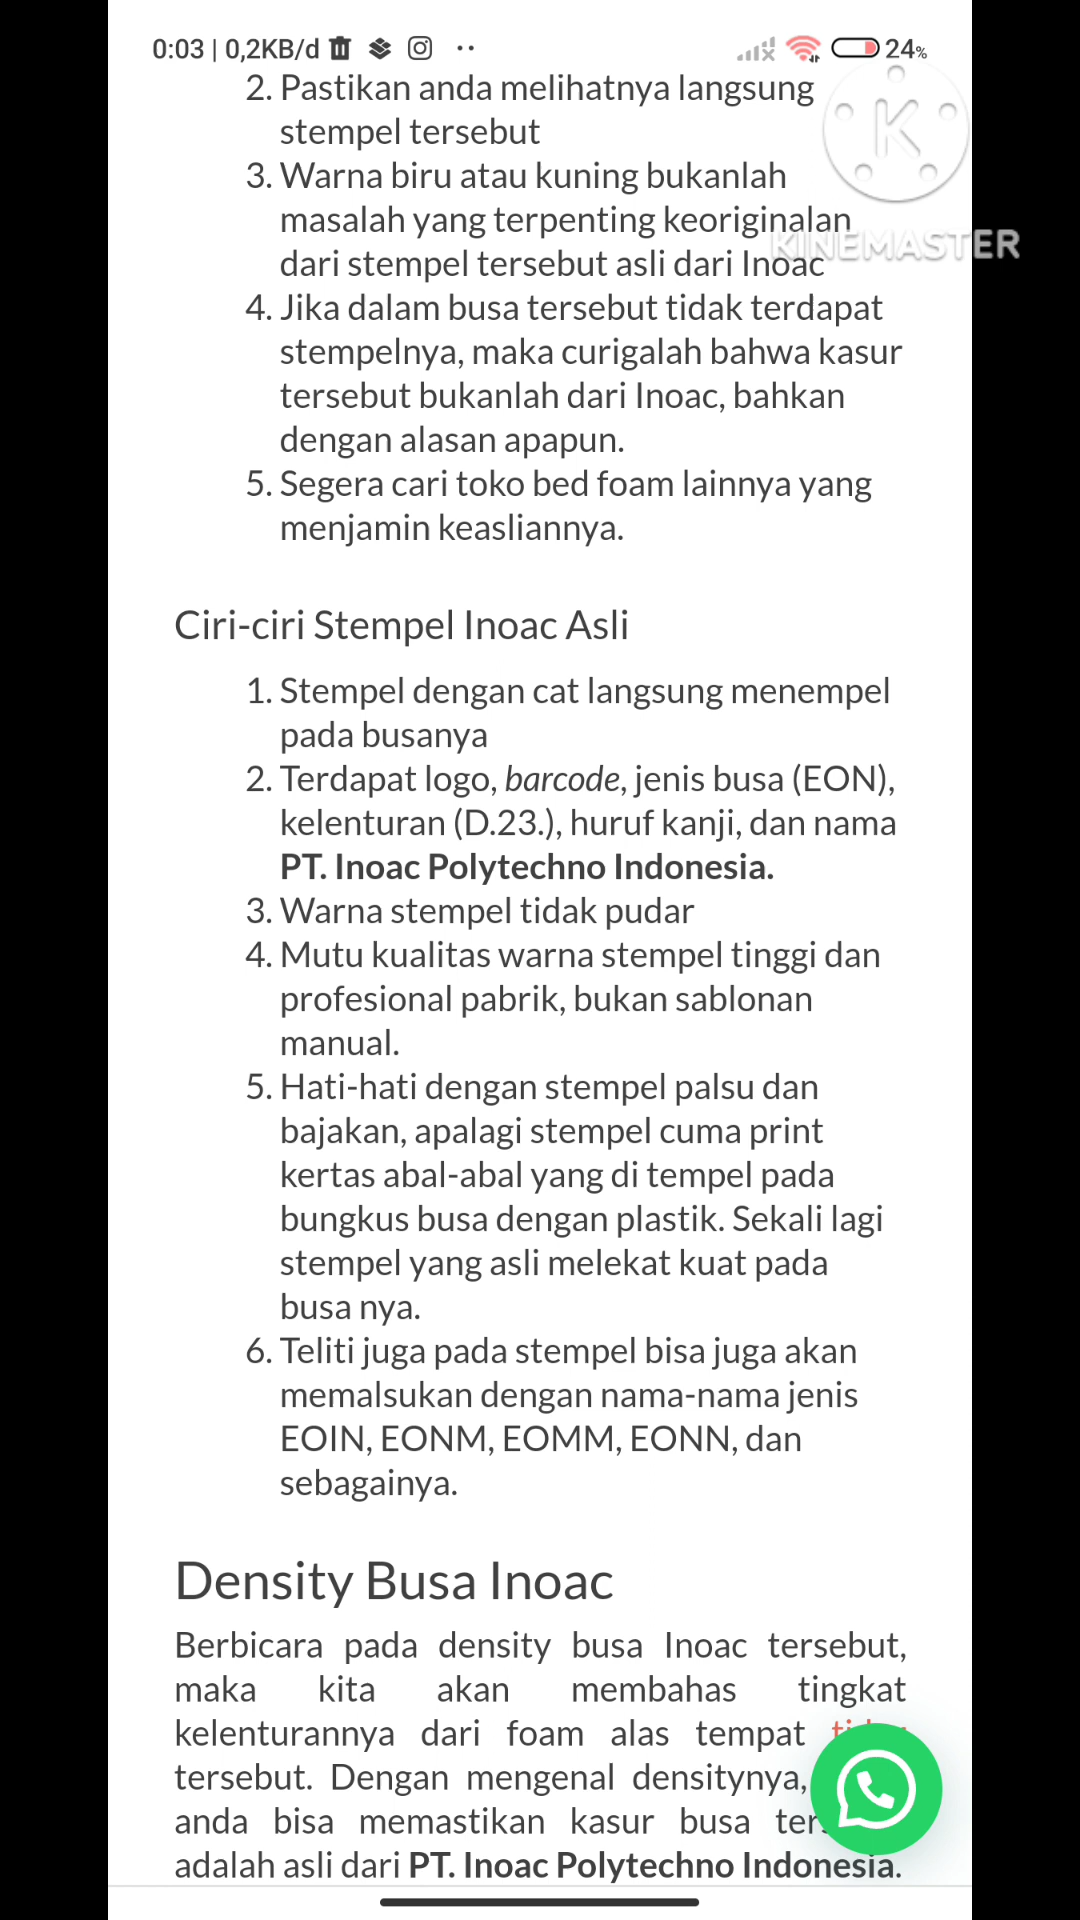 0:03 | 0,2KB/d
24%
2. Pastikan anda melihatnya langsung
stempel tersebut
3. Warna biru atau kuning bukanlah
masalah yang terpenting keoriginalan
dari stempel tersebut asli dari Inoac
K
KINEMASTER
4. Jika dalam busa tersebut tidak terdapat
stempelnya, maka curigalah bahwa kasur
tersebut bukanlah dari Inoac, bahkan
dengan alasan apapun.
5. Segera cari toko bed foam lainnya yang
menjamin keasliannya.
Ciri-ciri Stempel Inoac Asli
1. Stempel dengan cat langsung menempel
pada busanya
2. Terdapat logo, barcode, jenis busa (EON),
kelenturan (D.23.), huruf kanji, dan nama
PT. Inoac Polytechno Indonesia.
3. Warna stempel tidak pudar
4. Mutu kualitas warna stempel tinggi dan
profesional pabrik, bukan sablonan
manual.
5. Hati-hati dengan stempel palsu dan
bajakan, apalagi stempel cuma print
kertas abal-abal yang di tempel pada
bungkus busa dengan plastik. Sekali lagi
stempel yang asli melekat kuat pada
busa nya.
6. Teliti juga pada stempel bisa juga akan
memalsukan dengan nama-nama jenis
EOIN, EONM, EOMM, EONN, dan
sebagainya.
Density Busa Inoac
Berbicara pada density busa Inoac tersebut,
maka kita akan membahas tingkat
kelenturannya dari foam alas tempat
tersebut. Dengan mengenal densitynya,
anda bisa memastikan kasur busa
adalah asli dari PT. Inoac Polytechno Indonesia.